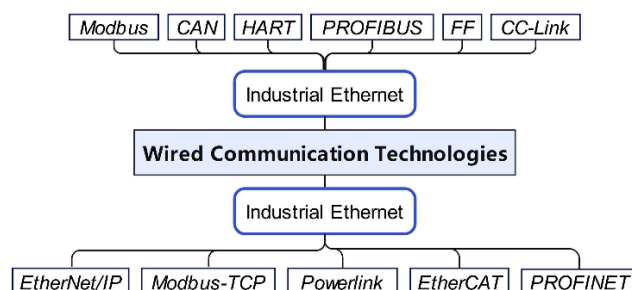 Modbus CAN HART PROFIBUS FF CC-Link
Industrial Ethernet
Wired Communication Technologies
Industrial Ethernet
EtherNet/IP Modbus-TCP Powerlink EtherCAT PROFINET